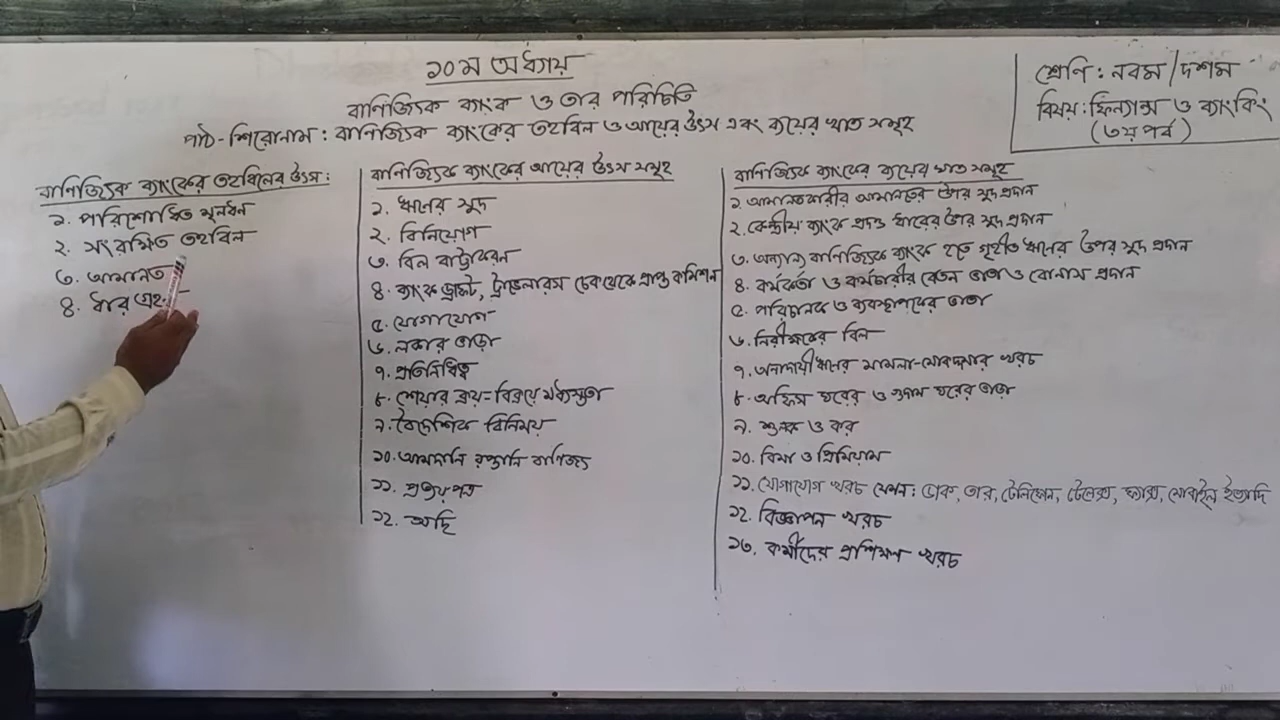 ১০ম অধ্যায়
বাণিজ্যিক ব্যাংক ও তার পরিচিতি
পাঠ-শিরোনাম : বাণিজ্যিক ব্যাংকের তহবিল ও আয়ের উৎস এবং ব্যয়ের খাত সমূহ
শ্রেণি : নবম/দশম
বিষয় : ফিন্যান্স ও ব্যাংকিং
(৩য় পর্ব)
বাণিজ্যিক ব্যাংকের তহবিলের উৎস :
১. পরিশোধিত মূলধন
২. সংরক্ষিত তহবিল
৩. আমানত
৪. ধার গ্রহণ
বাণিজ্যিক ব্যাংকের আয়ের উৎস সমূহ
১. ঋণের সুদ
২. বিনিয়োগ
৩. বিল বাট্টাকরন
৪. ব্যাংক ড্রাফট, ট্রাভেলারস চেক থেকে প্রাপ্ত কমিশন
৫. যোগাযোগ
৬. লকার ভাড়া
৭. প্রতিনিধিত্ব
৮. শেয়ার ক্রয়-বিক্রয়ে মধ্যস্থতা
৯. বৈদেশিক বিনিময়
১০. আমদানি রপ্তানি বাণিজ্য
১১. প্রত্যয়পত্র
১২. অছি
বাণিজ্যিক ব্যাংকের ব্যয়ের খাত সমূহ
১. আমানতকারীর আমানতের উপর সুদ প্রদান
২. কেন্দ্রীয় ব্যাংক প্রদত্ত ধারের উপর সুদ প্রদান
৩. অন্যান্য বাণিজ্যিক ব্যাংক হতে গৃহীত ঋণের উপর সুদ প্রদান
৪. কর্মকর্তা ও কর্মচারীর বেতন ভাতা ও বোনাস প্রদান
৫. পরিচালক ও ব্যবস্থাপকের ভাতা
৬. নিরীক্ষকের বিল
৭. অনাদায়ী ঋণের মামলা-মোকদ্দমার খরচ
৮. অফিস ঘরের ও গুদাম ঘরের ভাড়া
৯. শুল্ক ও কর
১০. বিমা ও প্রিমিয়াম
১১. যোগাযোগ খরচ যেমন : ডাক, তার, টেলিফোন, টেলেক্স, ফ্যাক্স, মোবাইল ইত্যাদি
১২. বিজ্ঞাপন খরচ
১৩. কর্মীদের প্রশিক্ষণ খরচ